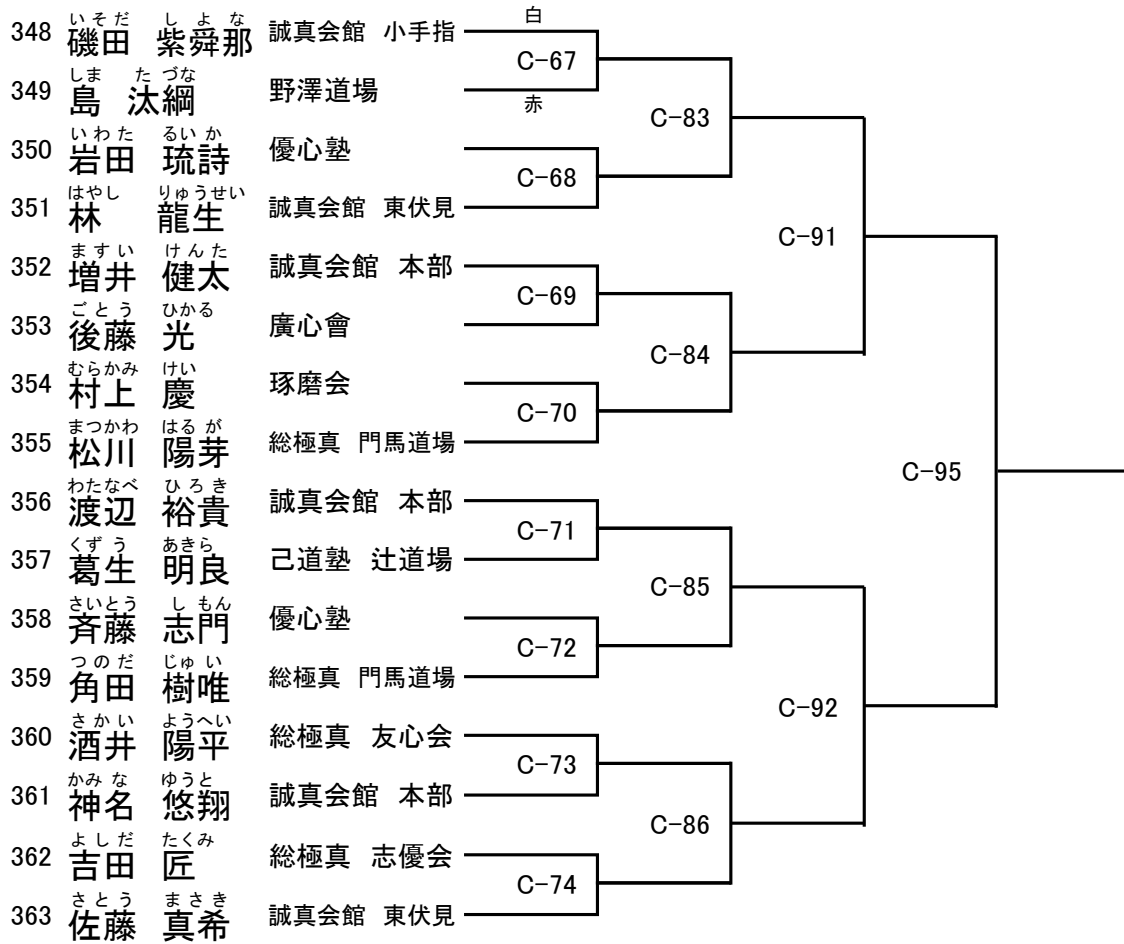 白
いそだ しよな
348 磯田 紫舜那 誠真会館 小手指
C-67
しま たづな
349 島 汰綱 野澤道場
赤
C-83
いわた るいか
350 岩田 琉詩 優心塾
C-68
はやし りゅうせい
351 林 龍生 誠真会館 東伏見
C-91
ますい けんた
352 増井 健太 誠真会館 本部
C-69
ごとう ひかる
353 後藤 光 廣心會
C-84
むらかみ けい
354 村上 慶 琢磨会
C-70
まつかわ はるが
355 松川 陽芽 総極真 門馬道場
C-95
わたなべ ひろき
356 渡辺 裕貴 誠真会館 本部
C-71
くずう あきら
357 葛生 明良 己道塾 辻道場
C-85
さいとう しもん
358 斉藤 志門 優心塾
C-72
つのだ じゅい
359 角田 樹唯 総極真 門馬道場
C-92
さかい ようへい
360 酒井 陽平 総極真 友心会
C-73
かみな ゆうと
361 神名 悠翔 誠真会館 本部
C-86
よしだ たくみ
362 吉田 匠 総極真 志優会
C-74
さとう まさき
363 佐藤 真希 誠真会館 東伏見